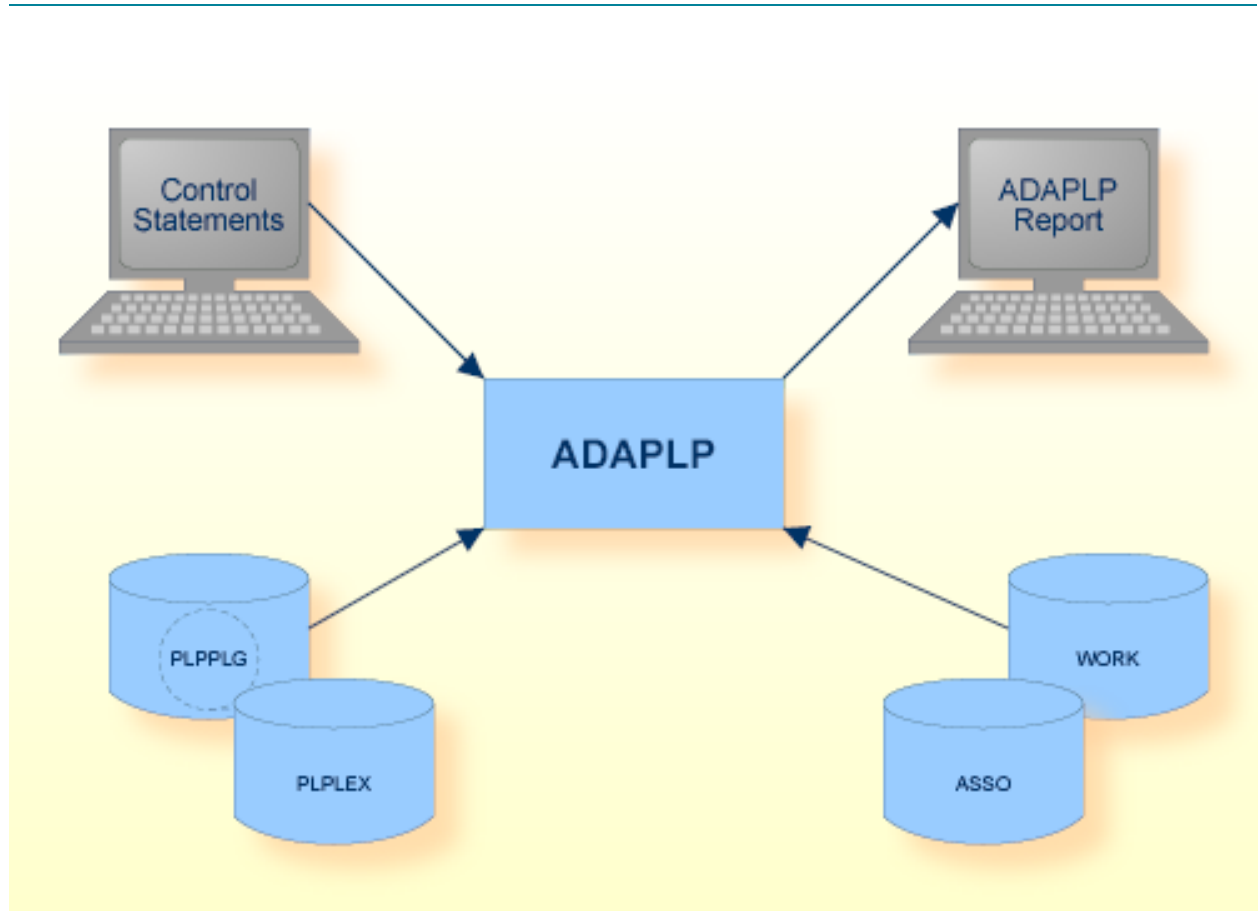 Control
Statements
ADAPLP
Report
ADAPLP
PLPPLG
WORK
PLPLEX
ASSO